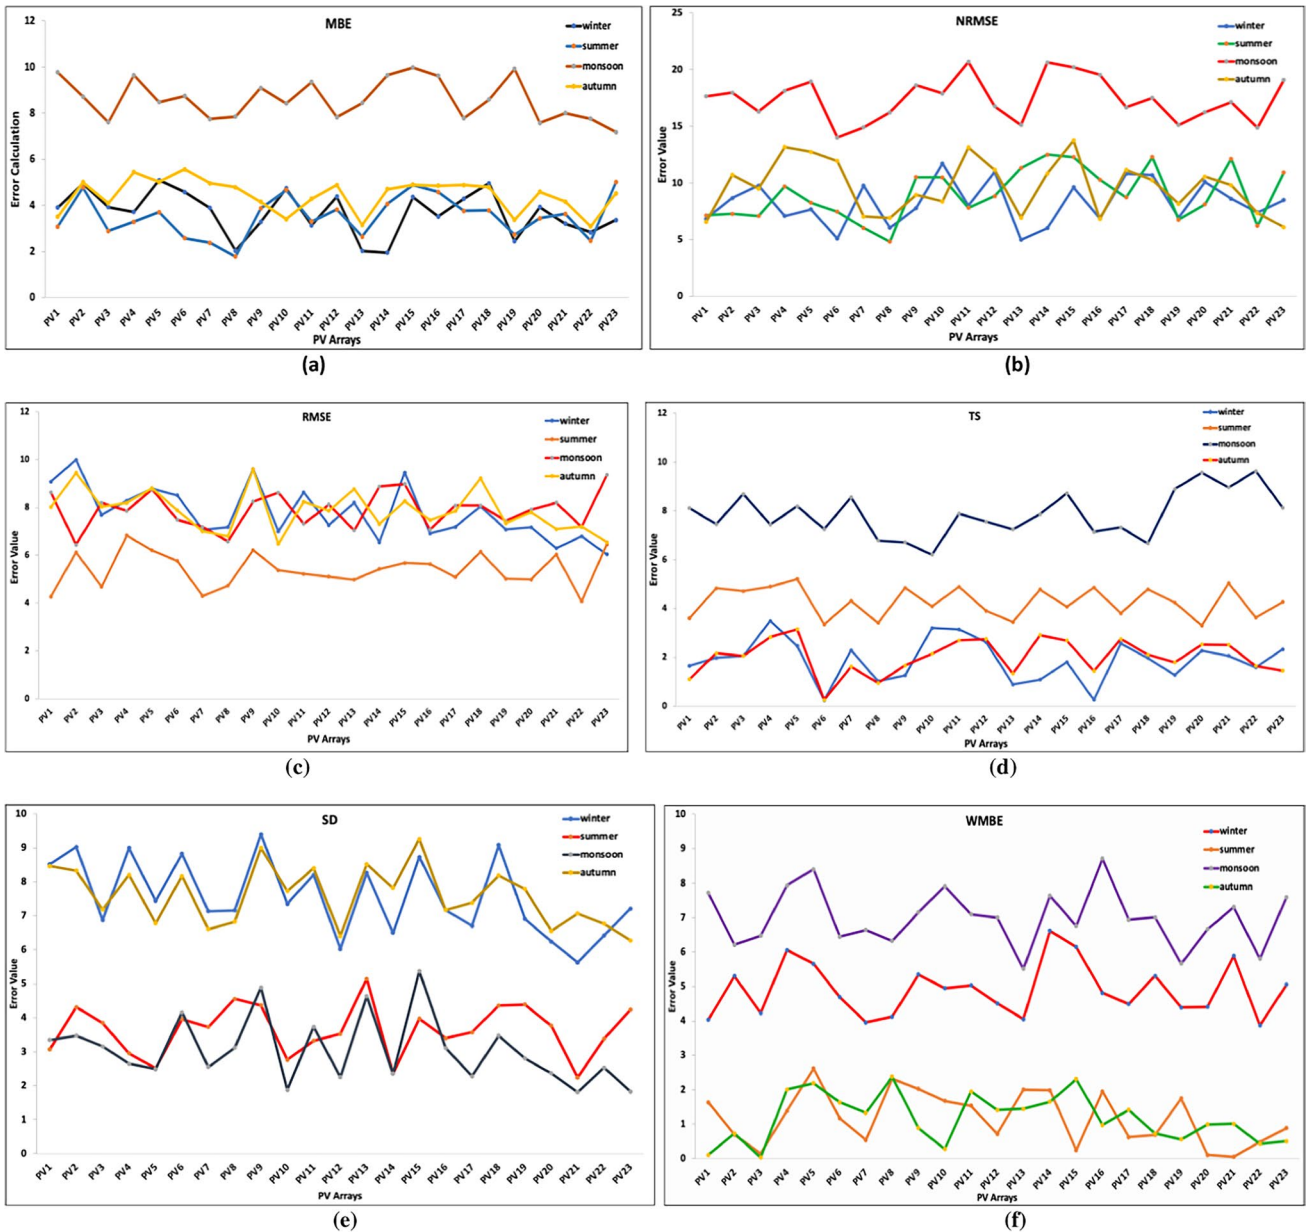 MBE
winter
summer
monsoon
autumn
12
10
8
6
4
2
0
Error Calculation
PV1 PV2 PV3 PV4 PV5 PV6 PV7 PV8 PV9 PV10 PV11 PV12 PV13 PV14 PV15 PV16 PV17 PV18 PV19 PV20 PV21 PV22 PV23
PV Arrays
(a)
NRMSE
winter
summer
monsoon
autumn
25
20
15
10
5
0
Error Value
PV1 PV2 PV3 PV4 PV5 PV6 PV7 PV8 PV9 PV10 PV11 PV12 PV13 PV14 PV15 PV16 PV17 PV18 PV19 PV20 PV21 PV22 PV23
PV Arrays
(b)
RMSE
winter
summer
monsoon
autumn
12
10
8
6
4
2
0
Error Value
PV1 PV2 PV3 PV4 PV5 PV6 PV7 PV8 PV9 PV10 PV11 PV12 PV13 PV14 PV15 PV16 PV17 PV18 PV19 PV20 PV21 PV22 PV23
PV Arrays
(c)
TS
winter
summer
monsoon
autumn
12
10
8
6
4
2
0
Error Value
PV1 PV2 PV3 PV4 PV5 PV6 PV7 PV8 PV9 PV10 PV11 PV12 PV13 PV14 PV15 PV16 PV17 PV18 PV19 PV20 PV21 PV22 PV23
PV Arrays
(d)
SD
winter
summer
monsoon
autumn
10
9
8
7
6
5
4
3
2
1
0
Error Value
PV1 PV2 PV3 PV4 PV5 PV6 PV7 PV8 PV9 PV10 PV11 PV12 PV13 PV14 PV15 PV16 PV17 PV18 PV19 PV20 PV21 PV22 PV23
PV Arrays
(e)
WMBE
winter
summer
monsoon
autumn
10
9
8
7
6
5
4
3
2
1
0
Error Value
PV1 PV2 PV3 PV4 PV5 PV6 PV7 PV8 PV9 PV10 PV11 PV12 PV13 PV14 PV15 PV16 PV17 PV18 PV19 PV20 PV21 PV22 PV23
PV Arrays
(f)